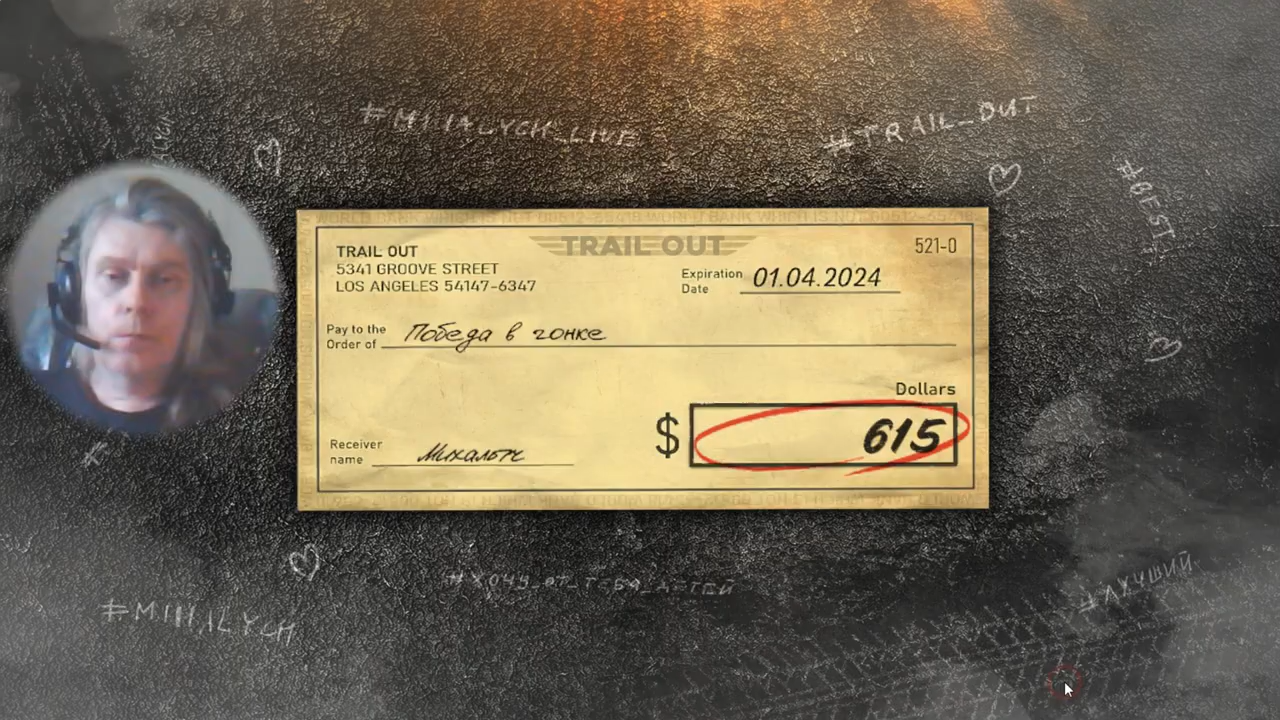 #MIHALYCH_LIVE
#TRAIL_OUT
#BEST
TRAIL OUT
TRAIL OUT
5341 GROOVE STREET
LOS ANGELES 54147-6347
521-0
Expiration Date 01.04.2024
Pay to the Order of Победа в гонке
Dollars
$ 615
Receiver name Михалыч
#ХОЧУ_ОТ_ТЕБЯ_ДЕТЕЙ
#ЛУЧШИЙ
#MIHALYCH